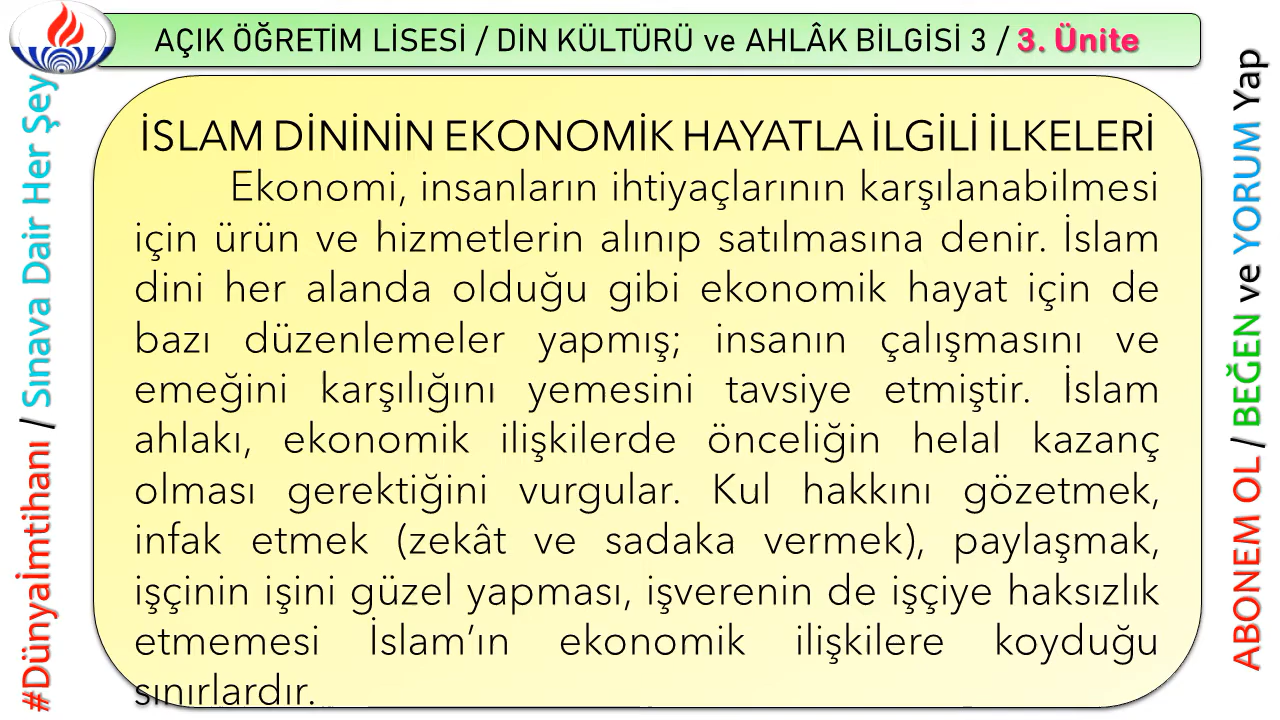 AÇIK ÖĞRETİM LİSESİ / DİN KÜLTÜRÜ ve AHLÂK BİLGİSİ 3 / 3. Ünite
#Dünyaİmtihanı / Sınava Dair Her Şey
İSLAM DİNİNİN EKONOMİK HAYATLA İLGİLİ İLKELERİ
Ekonomi, insanların ihtiyaçlarının karşılanabilmesi
için ürün ve hizmetlerin alınıp satılmasına denir. İslam
dini her alanda olduğu gibi ekonomik hayat için de
bazı düzenlemeler yapmış; insanın çalışmasını ve
emeğini karşılığını yemesini tavsiye etmiştir. İslam
ahlakı, ekonomik ilişkilerde önceliğin helal kazanç
olması gerektiğini vurgular. Kul hakkını gözetmek,
infak etmek (zekât ve sadaka vermek), paylaşmak,
işçinin işini güzel yapması, işverenin de işçiye haksızlık
etmemesi İslam’ın ekonomik ilişkilere koyduğu
sınırlardır.
ABONEM OL / BEĞEN ve YORUM Yap